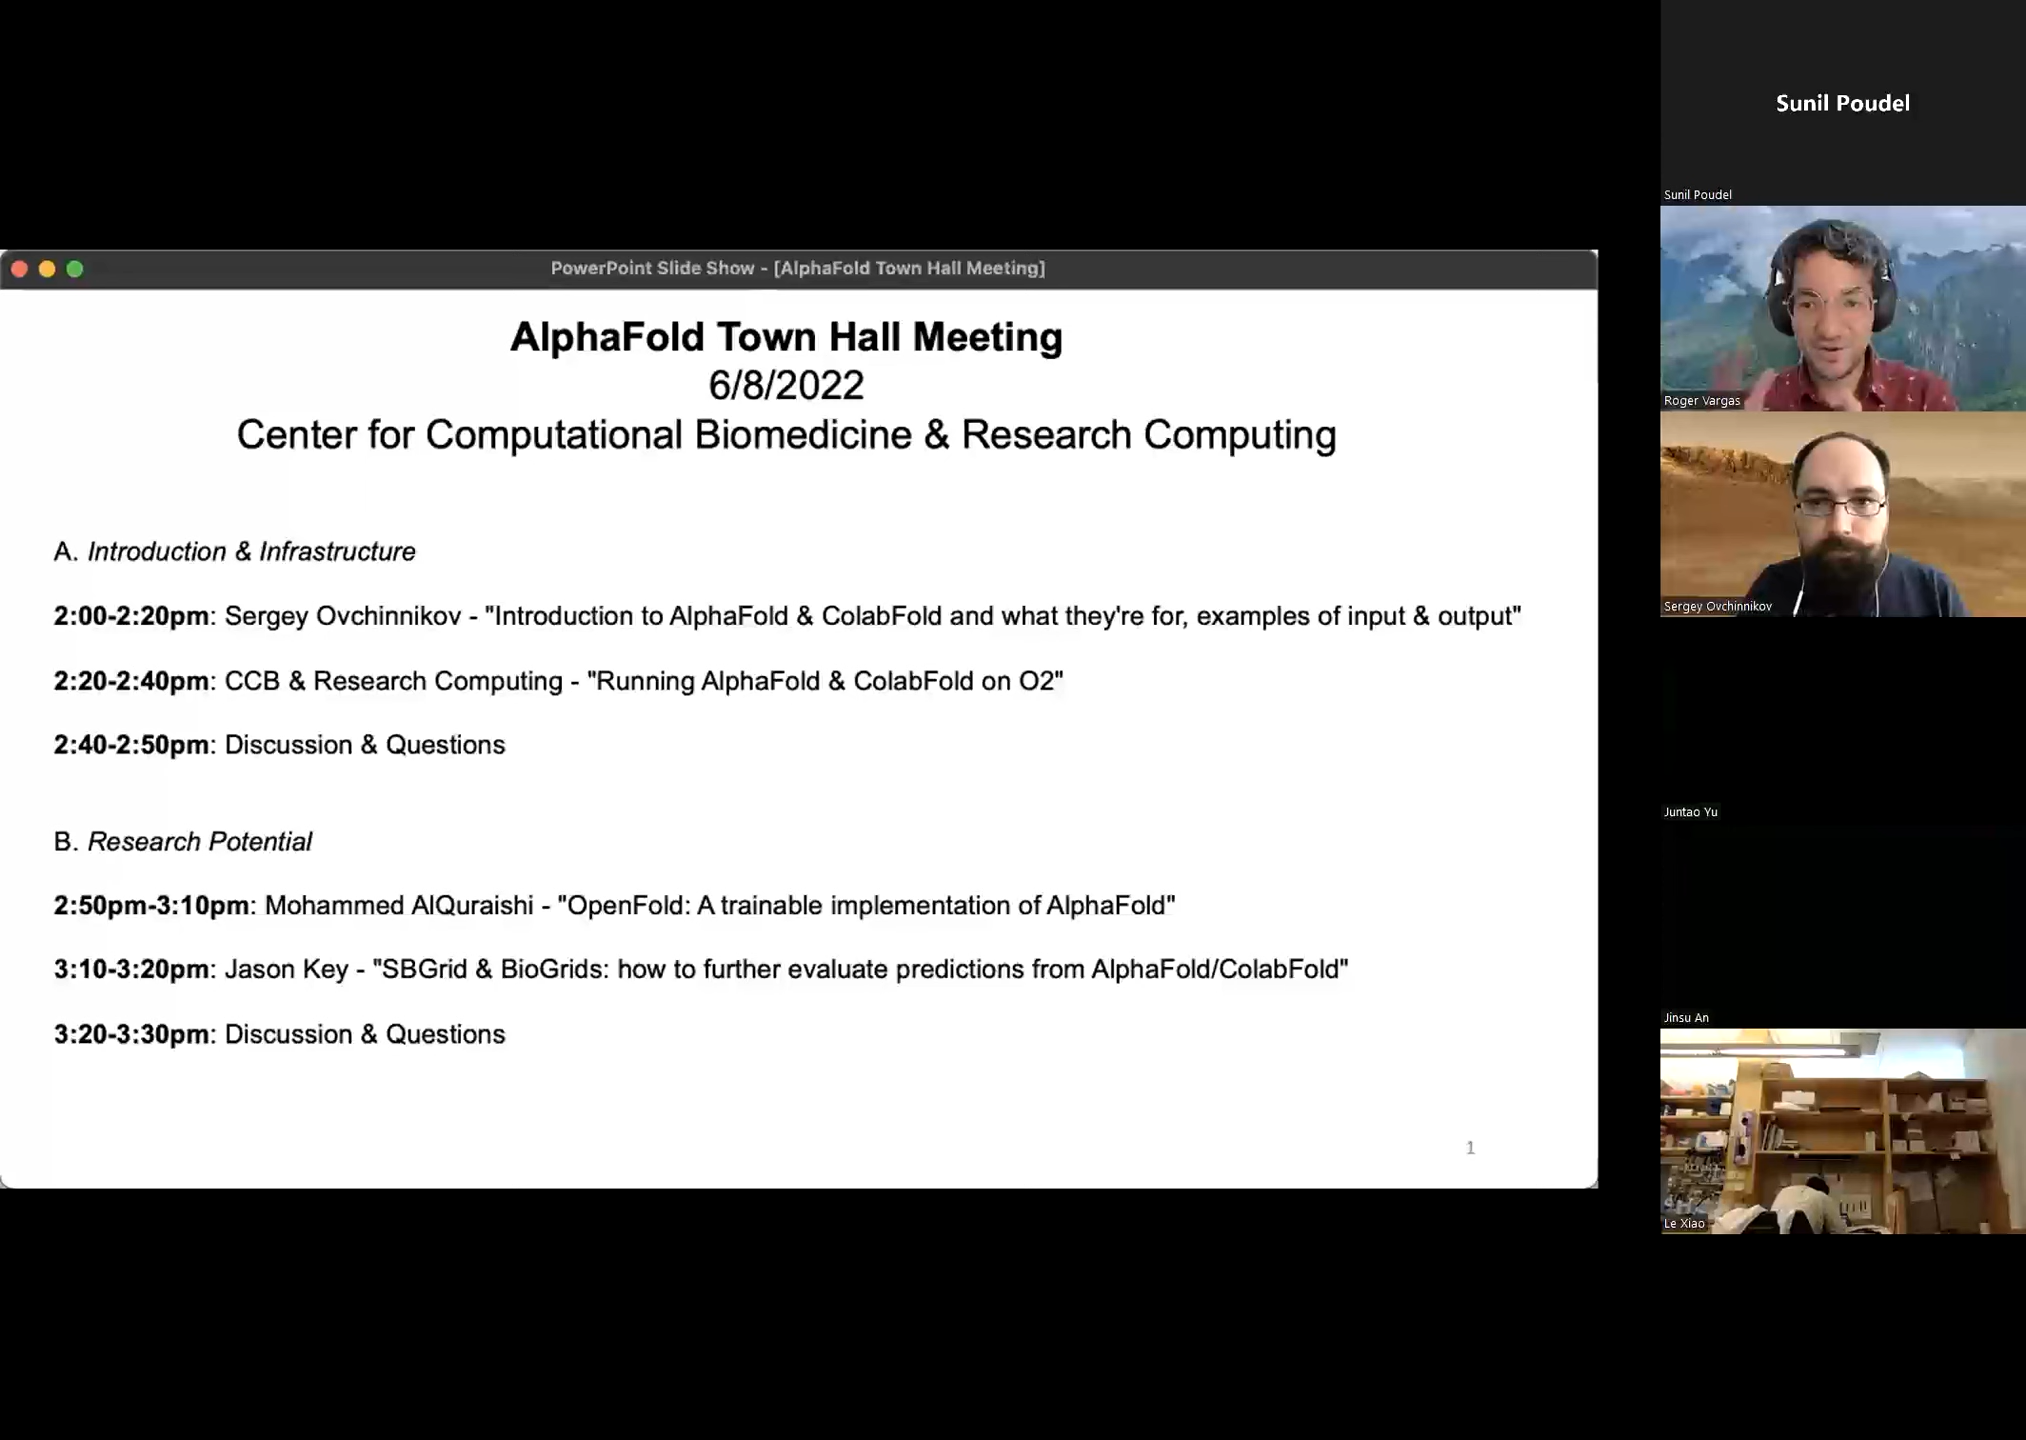 PowerPoint Slide Show - [AlphaFold Town Hall Meeting]
AlphaFold Town Hall Meeting
6/8/2022
Center for Computational Biomedicine & Research Computing
A. Introduction & Infrastructure
2:00-2:20pm: Sergey Ovchinnikov - "Introduction to AlphaFold & ColabFold and what they're for, examples of input & output"
2:20-2:40pm: CCB & Research Computing - "Running AlphaFold & ColabFold on O2"
2:40-2:50pm: Discussion & Questions
B. Research Potential
2:50pm-3:10pm: Mohammed AlQuraishi - "OpenFold: A trainable implementation of AlphaFold"
3:10-3:20pm: Jason Key - "SBGrid & BioGrids: how to further evaluate predictions from AlphaFold/ColabFold"
3:20-3:30pm: Discussion & Questions
1
Sunil Poudel
Sunil Poudel
Roger Vargas
Sergey Ovchinnikov
Juntao Yu
Jinsu An
Le Xiao